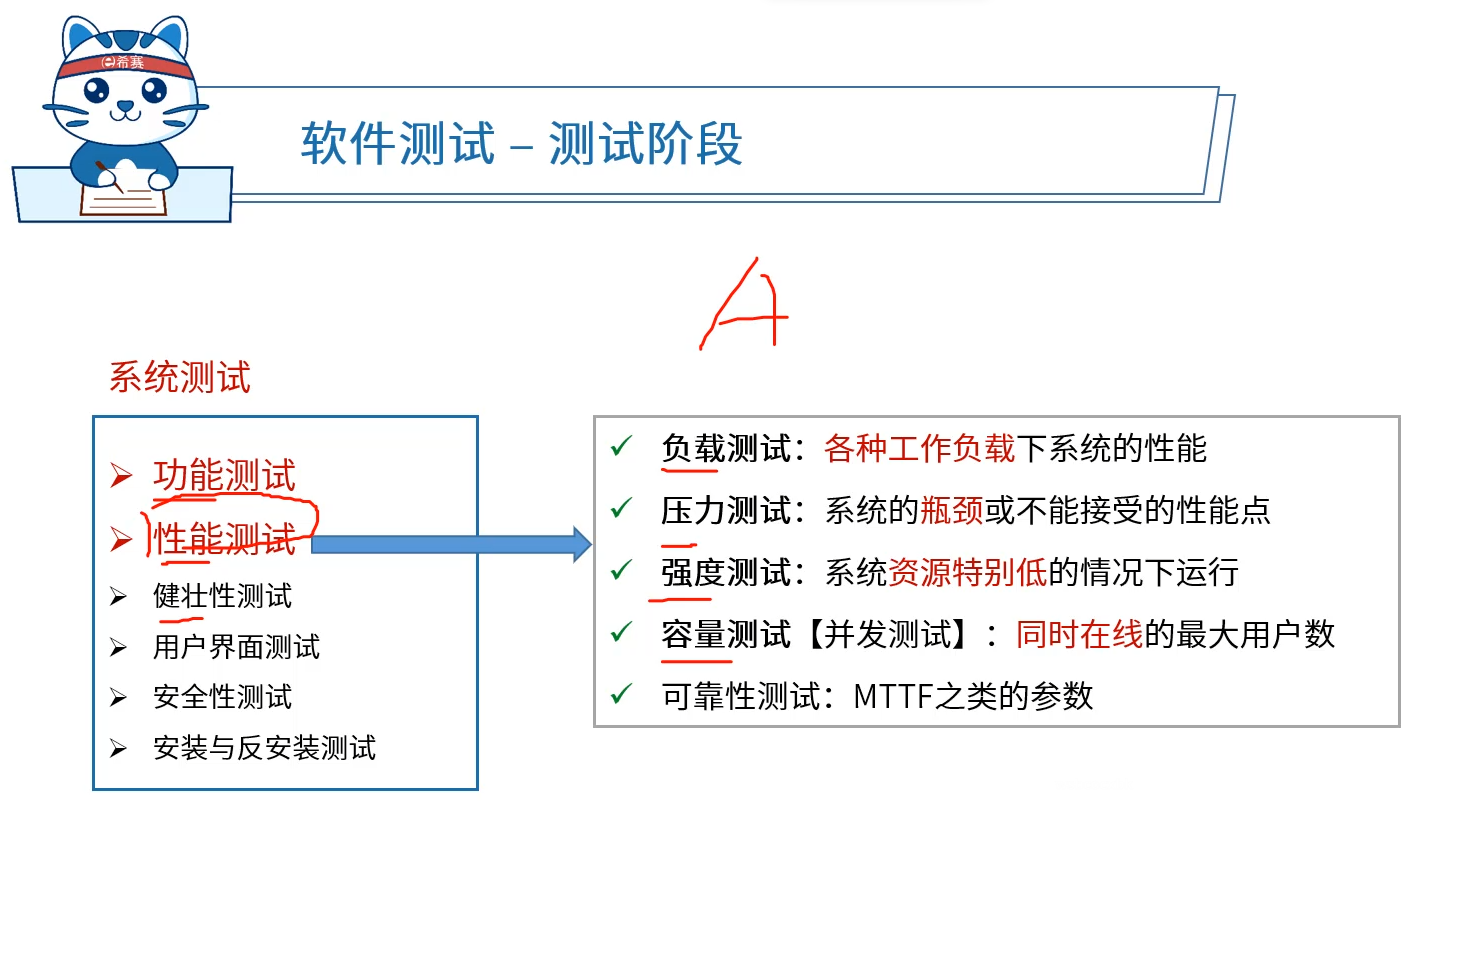 e希赛
软件测试 – 测试阶段
A
系统测试
功能测试
性能测试
健壮性测试
用户界面测试
安全性测试
安装与反安装测试
负载测试：各种工作负载下系统的性能
压力测试：系统的瓶颈或不能接受的性能点
强度测试：系统资源特别低的情况下运行
容量测试【并发测试】：同时在线的最大用户数
可靠性测试：MTTF之类的参数